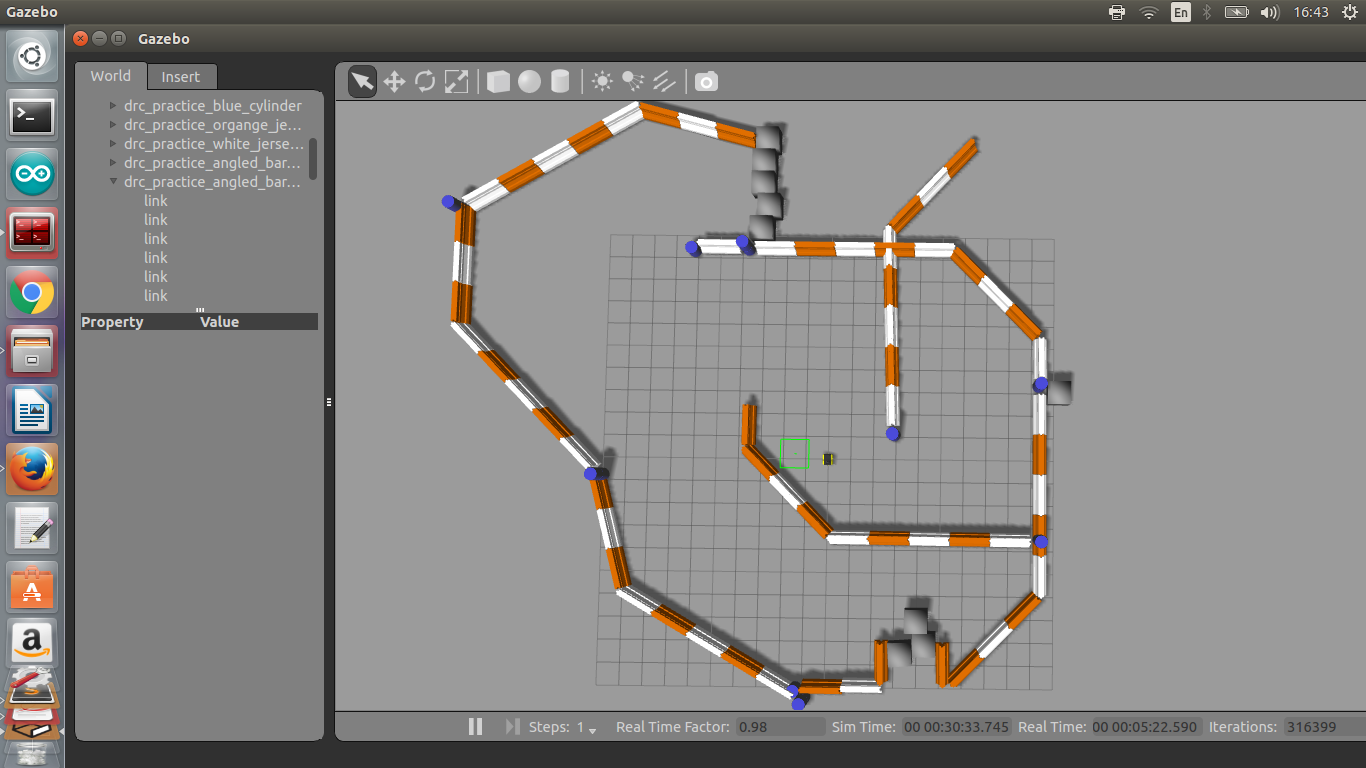 Gazebo
En
16:43
Gazebo
World
Insert
drc_practice_blue_cylinder
drc_practice_organge_je...
drc_practice_white_jerse...
drc_practice_angled_bar...
drc_practice_angled_bar...
link
link
link
link
link
link
Property Value
Steps: 1 Real Time Factor: 0.98 Sim Time: 00 00:30:33.745 Real Time: 00 00:05:22.590 Iterations: 316399